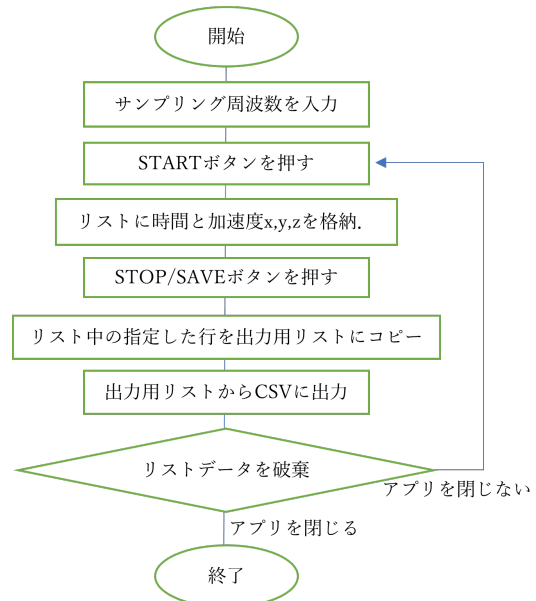 開始
サンプリング周波数を入力
STARTボタンを押す
リストに時間と加速度x,y,zを格納.
STOP/SAVEボタンを押す
リスト中の指定した行を出力用リストにコピー
出力用リストからCSVに出力
リストデータを破棄
アプリを閉じない
アプリを閉じる
終了